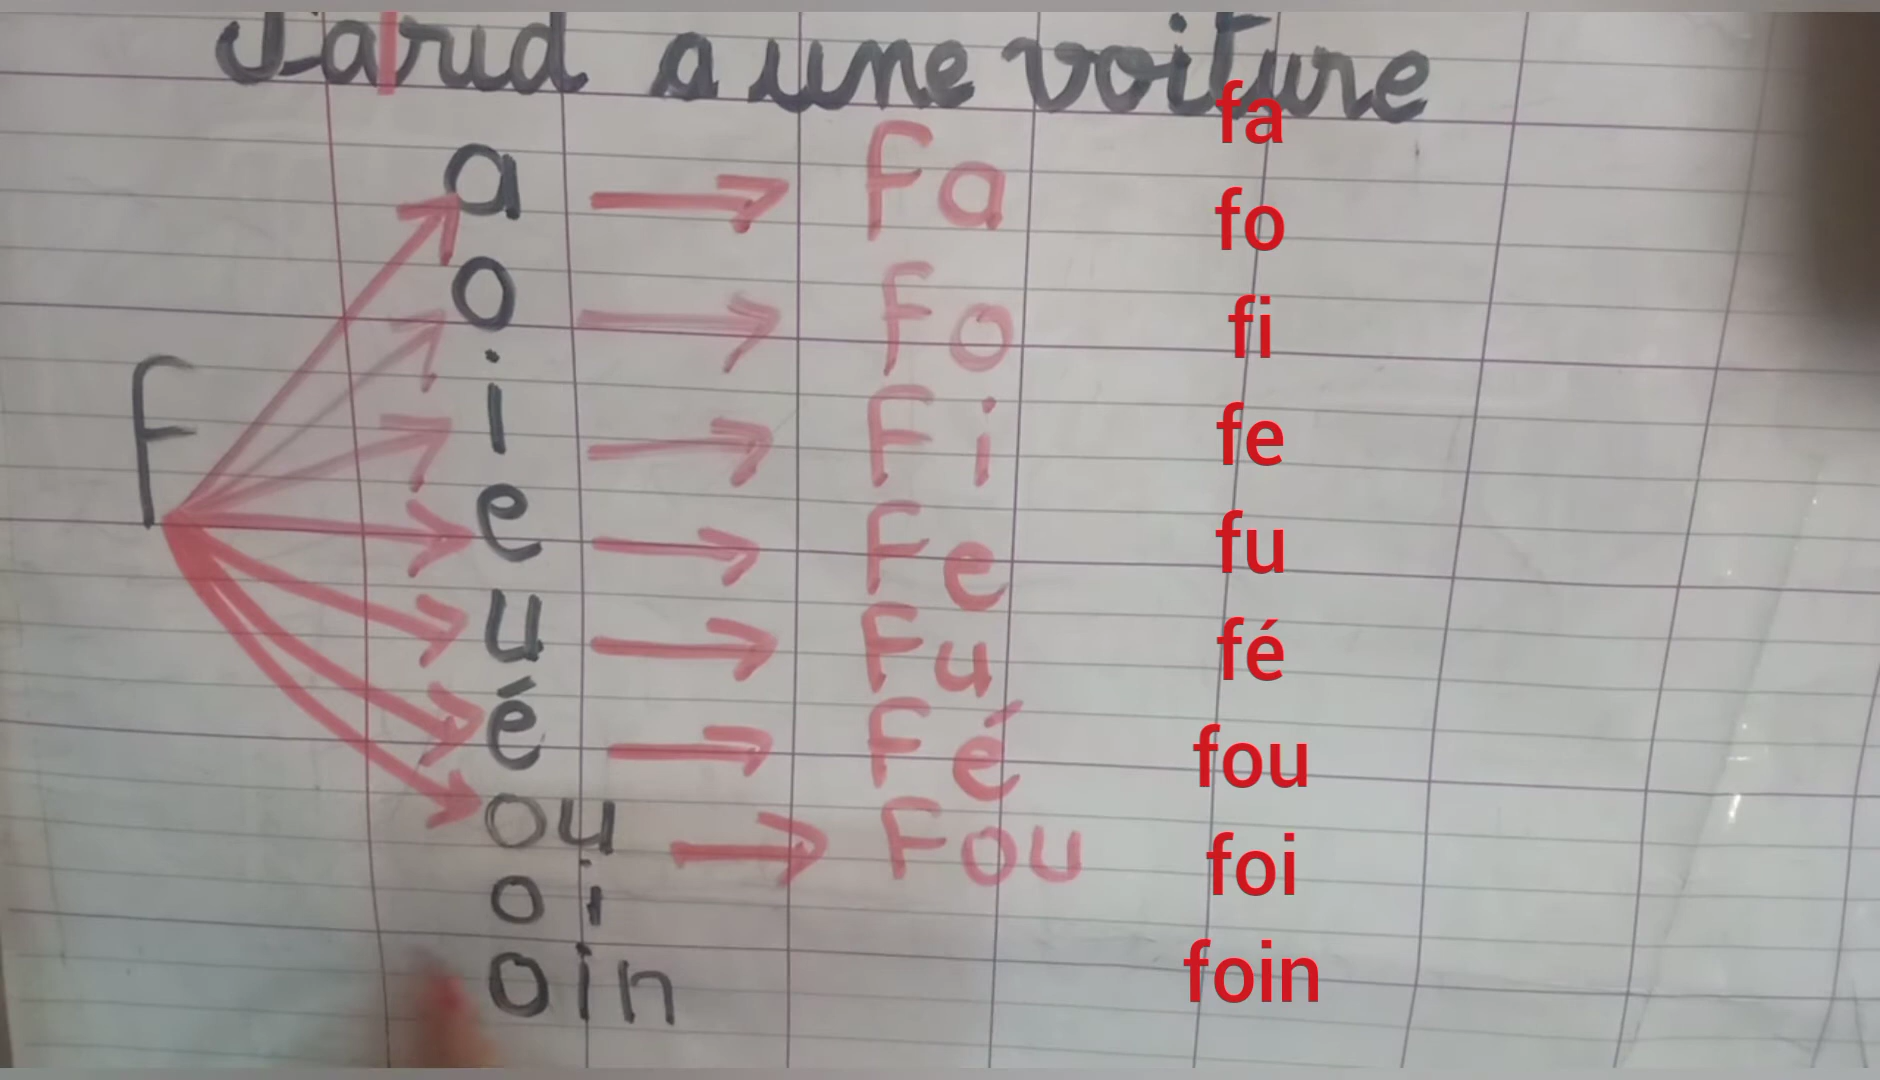 Farid a une voiture
a → Fa fa
o → Fo fo
i → Fi fi
F e → Fe fe
u → Fu fu
é → Fé fé
ou → Fou fou
oi foi
oin foin